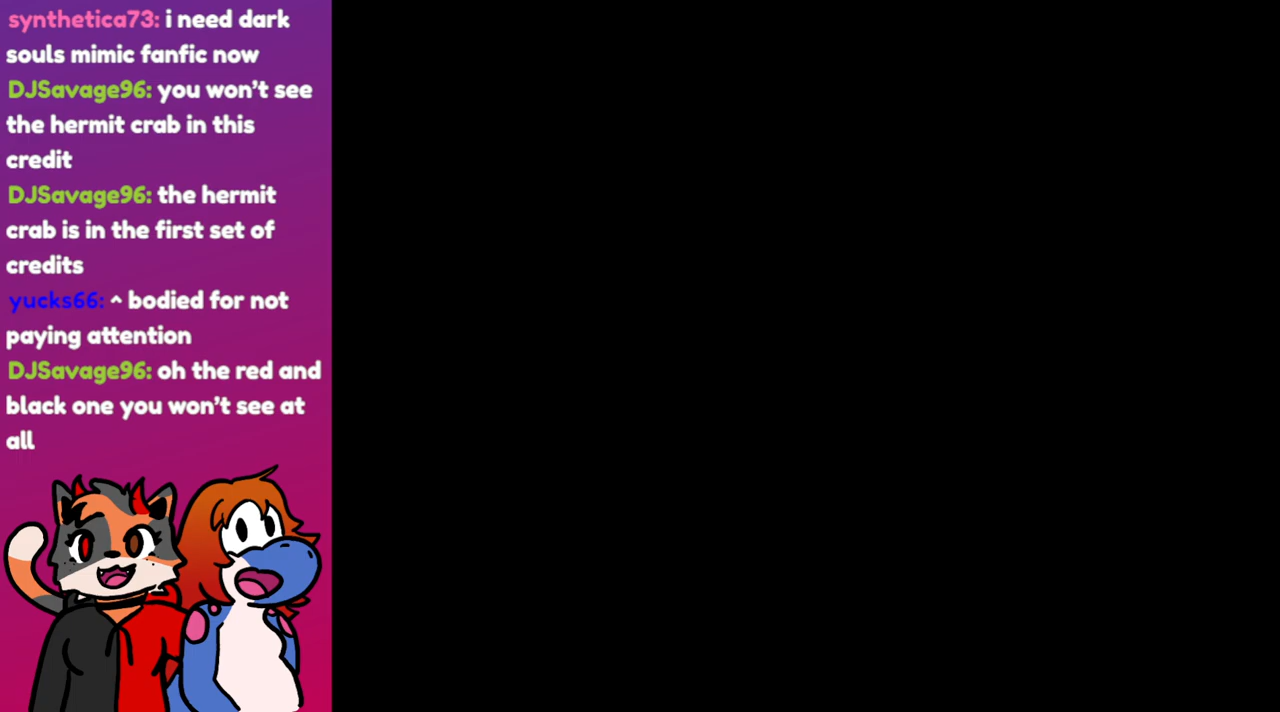 synthetica73: i need dark
souls mimic fanfic now
DJSavage96: you won't see
the hermit crab in this
credit
DJSavage96: the hermit
crab is in the first set of
credits
yucks66: ^ bodied for not
paying attention
DJSavage96: oh the red and
black one you won't see at
all